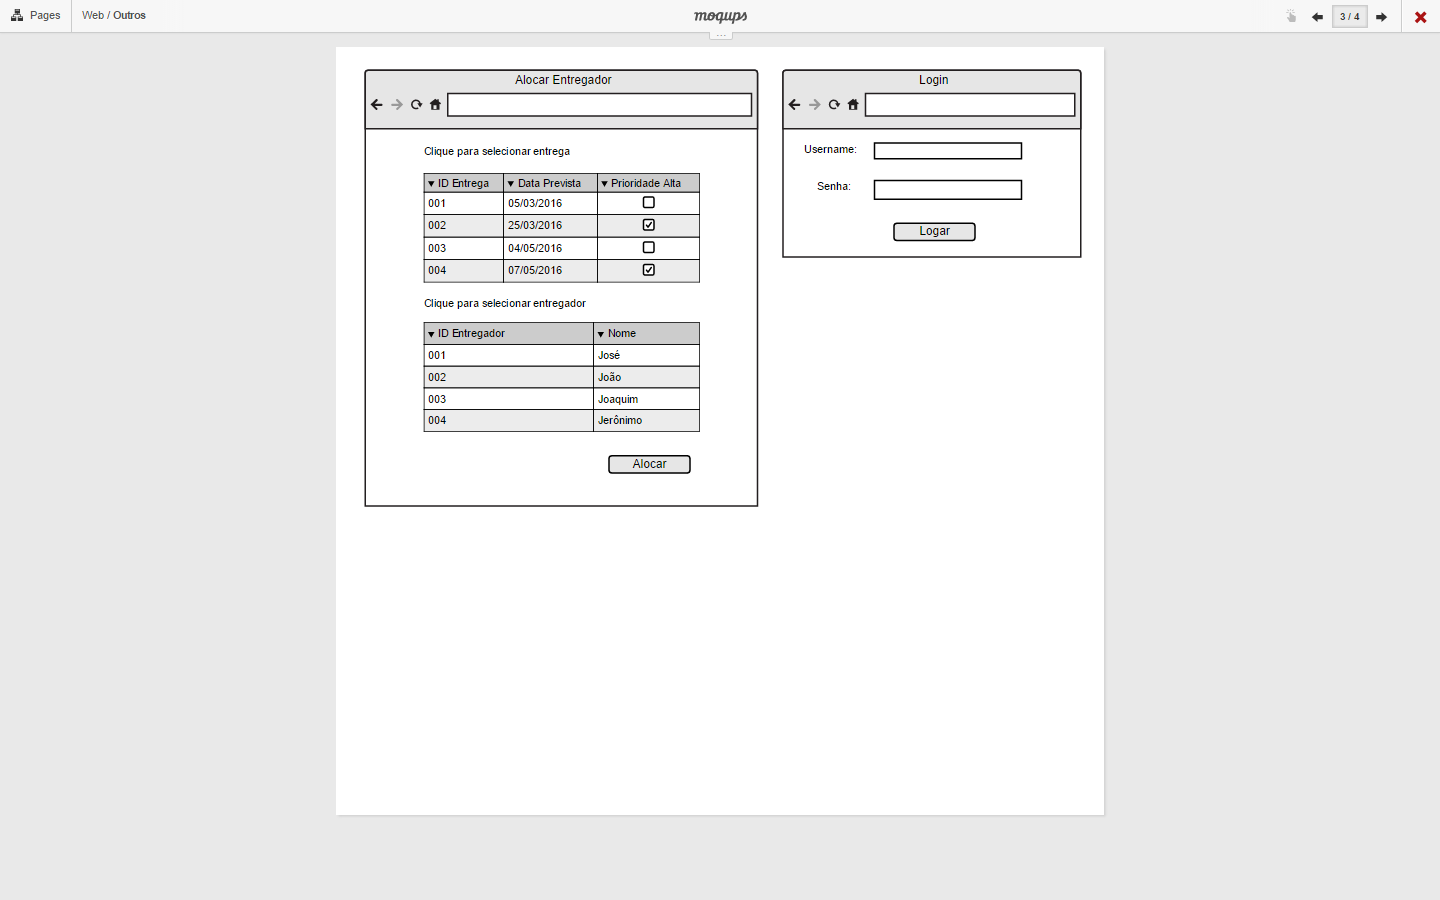 Pages
Web / Outros
moqups
3 / 4
Alocar Entregador
Clique para selecionar entrega
ID Entrega Data Prevista Prioridade Alta
001 05/03/2016
002 25/03/2016
003 04/05/2016
004 07/05/2016
Clique para selecionar entregador
ID Entregador Nome
001 José
002 João
003 Joaquim
004 Jerônimo
Alocar
Login
Username:
Senha:
Logar